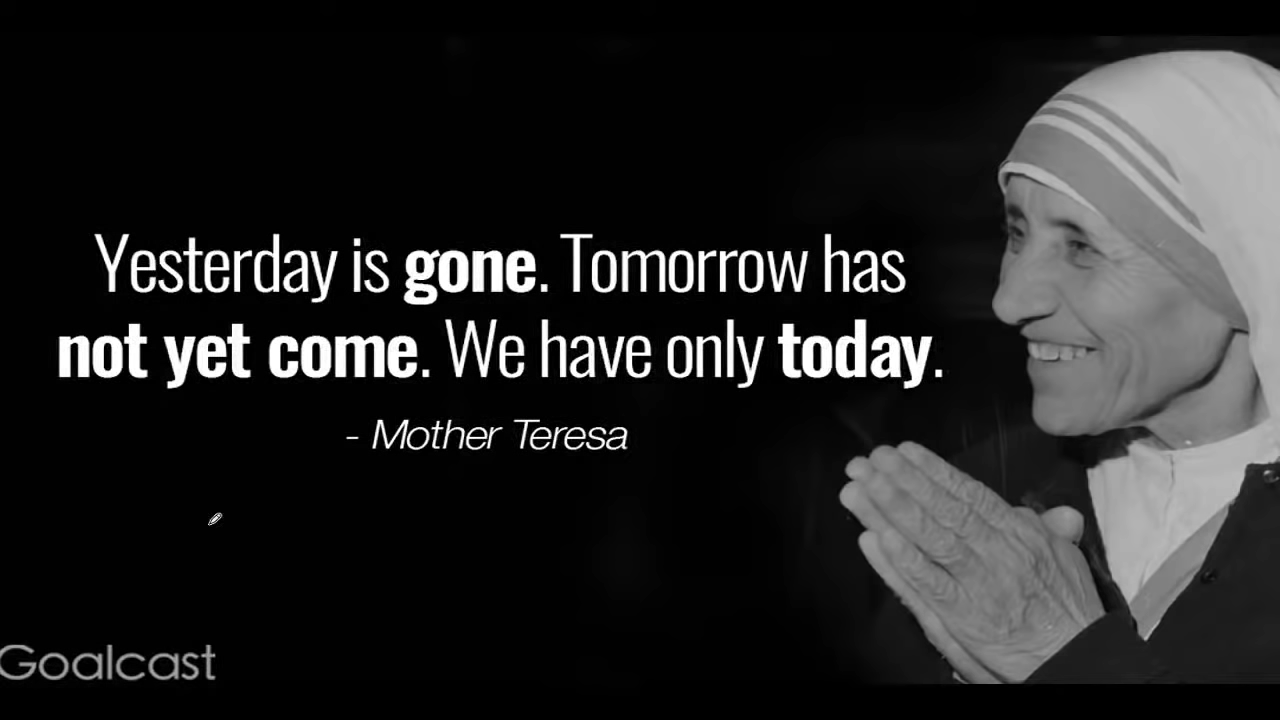 Yesterday is gone. Tomorrow has
not yet come. We have only today.
- Mother Teresa
Goalcast